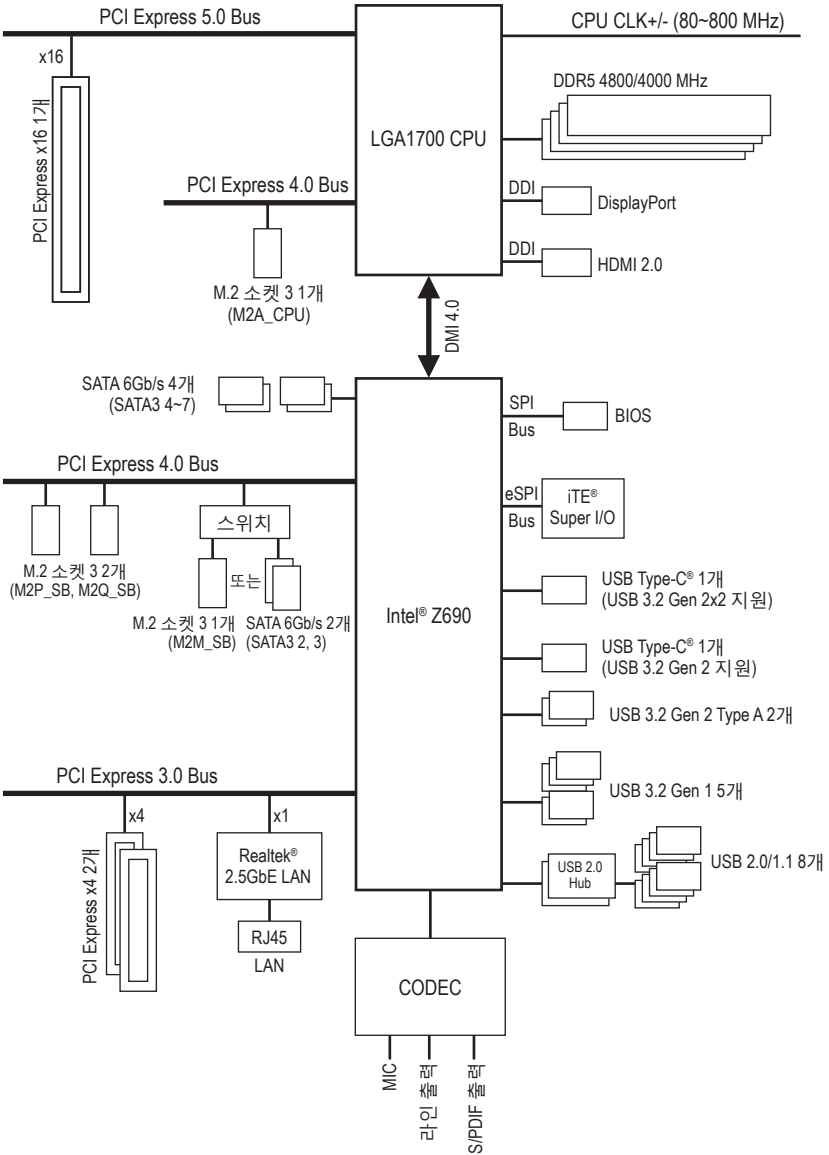 PCI Express 5.0 Bus
CPU CLK+/- (80~800 MHz)
x16
PCI Express x16 1개
LGA1700 CPU
DDR5 4800/4000 MHz
PCI Express 4.0 Bus
DDI
DisplayPort
DDI
HDMI 2.0
M.2 소켓 3 1개
(M2A_CPU)
DMI 4.0
SATA 6Gb/s 4개
(SATA3 4~7)
SPI
Bus
BIOS
PCI Express 4.0 Bus
eSPI
Bus
iTE®
Super I/O
스위치
M.2 소켓 3 2개
(M2P_SB, M2Q_SB)
또는
M.2 소켓 3 1개
(M2M_SB)
SATA 6Gb/s 2개
(SATA3 2, 3)
Intel® Z690
USB Type-C® 1개
(USB 3.2 Gen 2x2 지원)
USB Type-C® 1개
(USB 3.2 Gen 2 지원)
USB 3.2 Gen 2 Type A 2개
PCI Express 3.0 Bus
USB 3.2 Gen 1 5개
x4
x1
PCI Express x4 2개
Realtek®
2.5GbE LAN
RJ45
LAN
USB 2.0
Hub
USB 2.0/1.1 8개
CODEC
MIC
라인 출력
S/PDIF 출력